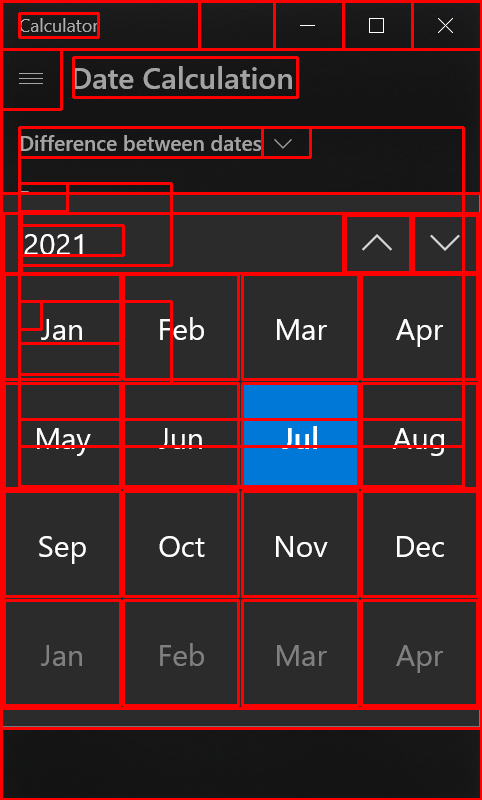 Calculator
Date Calculation
Difference between dates
2021
Jan Feb Mar Apr
May Jun Jul Aug
Sep Oct Nov Dec
Jan Feb Mar Apr